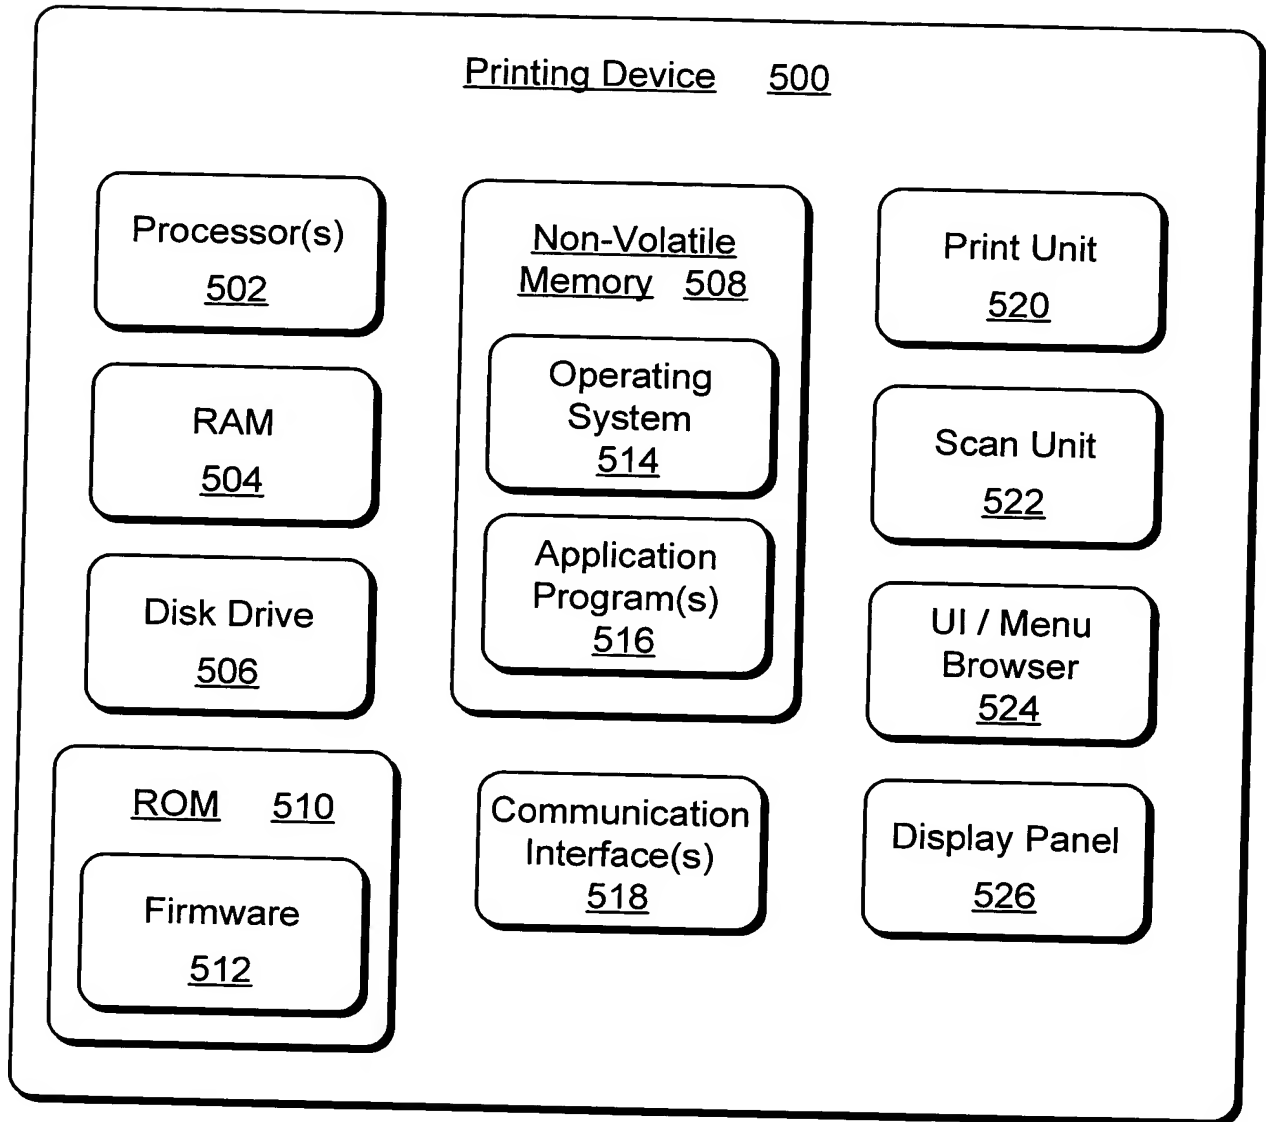 Printing Device 500
Processor(s)
502
RAM
504
Disk Drive
506
ROM 510
Firmware
512
Non-Volatile
Memory 508
Operating
System
514
Application
Program(s)
516
Communication
Interface(s)
518
Print Unit
520
Scan Unit
522
UI / Menu
Browser
524
Display Panel
526